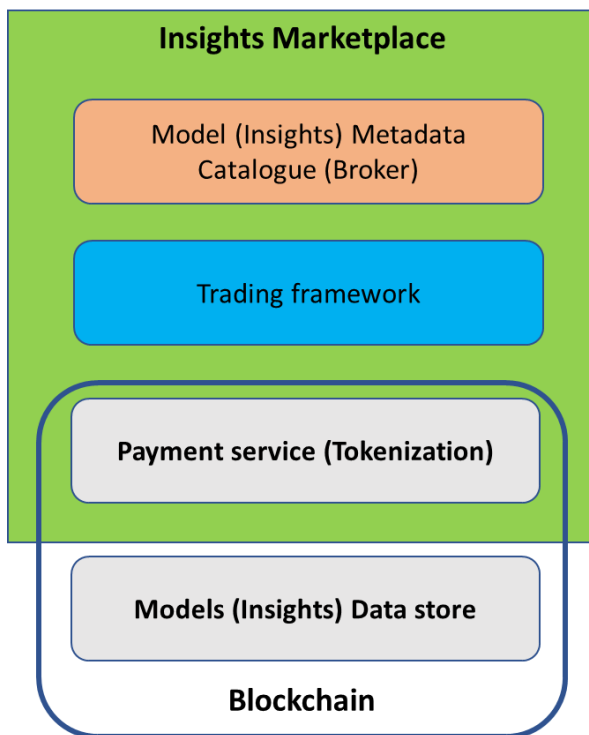 Insights Marketplace
Model (Insights) Metadata
Catalogue (Broker)
Trading framework
Payment service (Tokenization)
Models (Insights) Data store
Blockchain